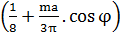 (1/8 + ma/3π . cos φ)